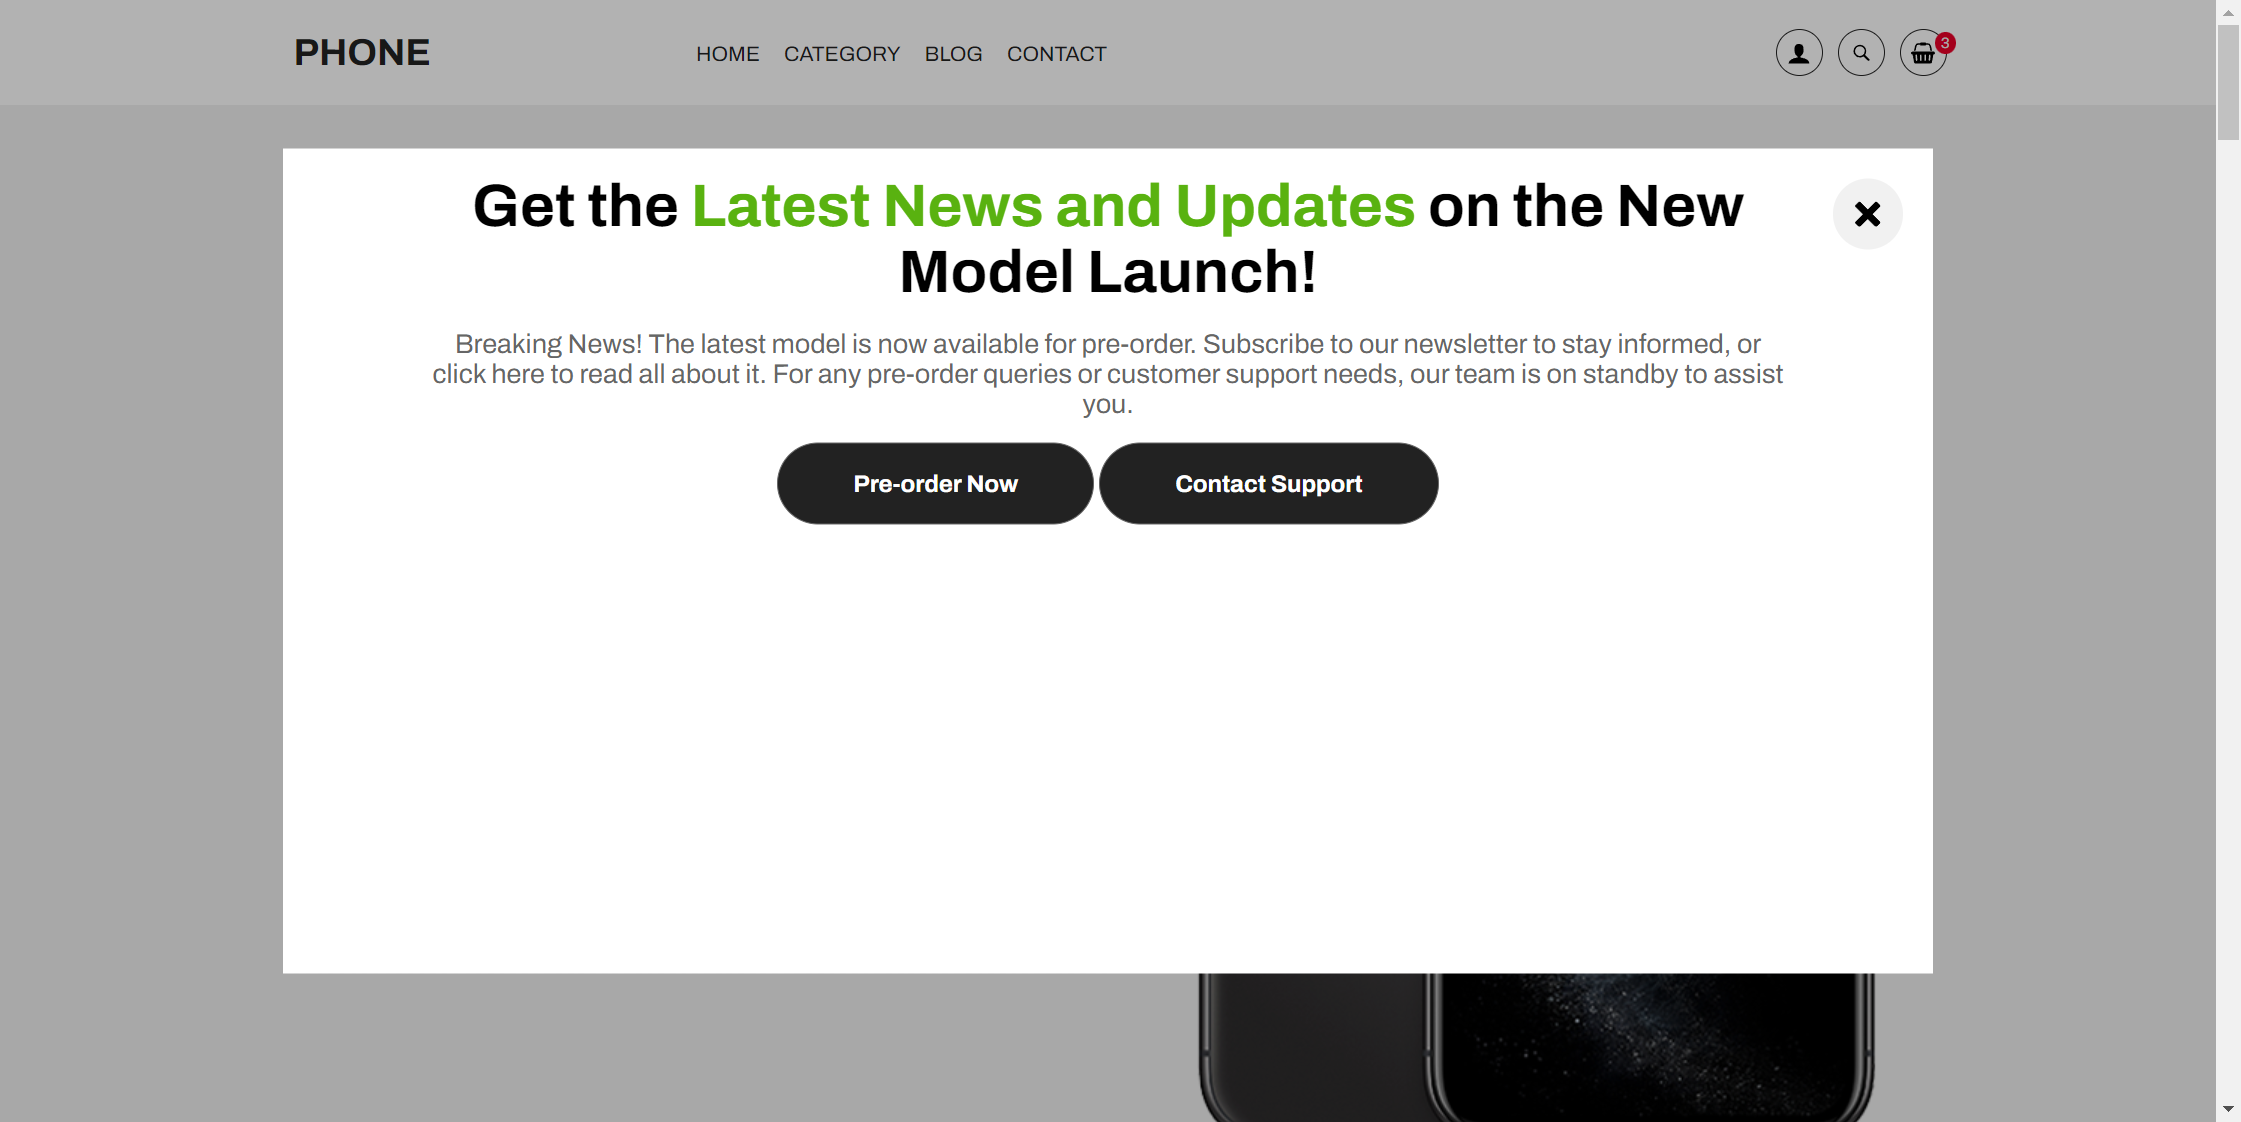 PHONE
HOME CATEGORY BLOG CONTACT
3
Get the Latest News and Updates on the New
Model Launch!
Breaking News! The latest model is now available for pre-order. Subscribe to our newsletter to stay informed, or
click here to read all about it. For any pre-order queries or customer support needs, our team is on standby to assist
you.
Pre-order Now
Contact Support